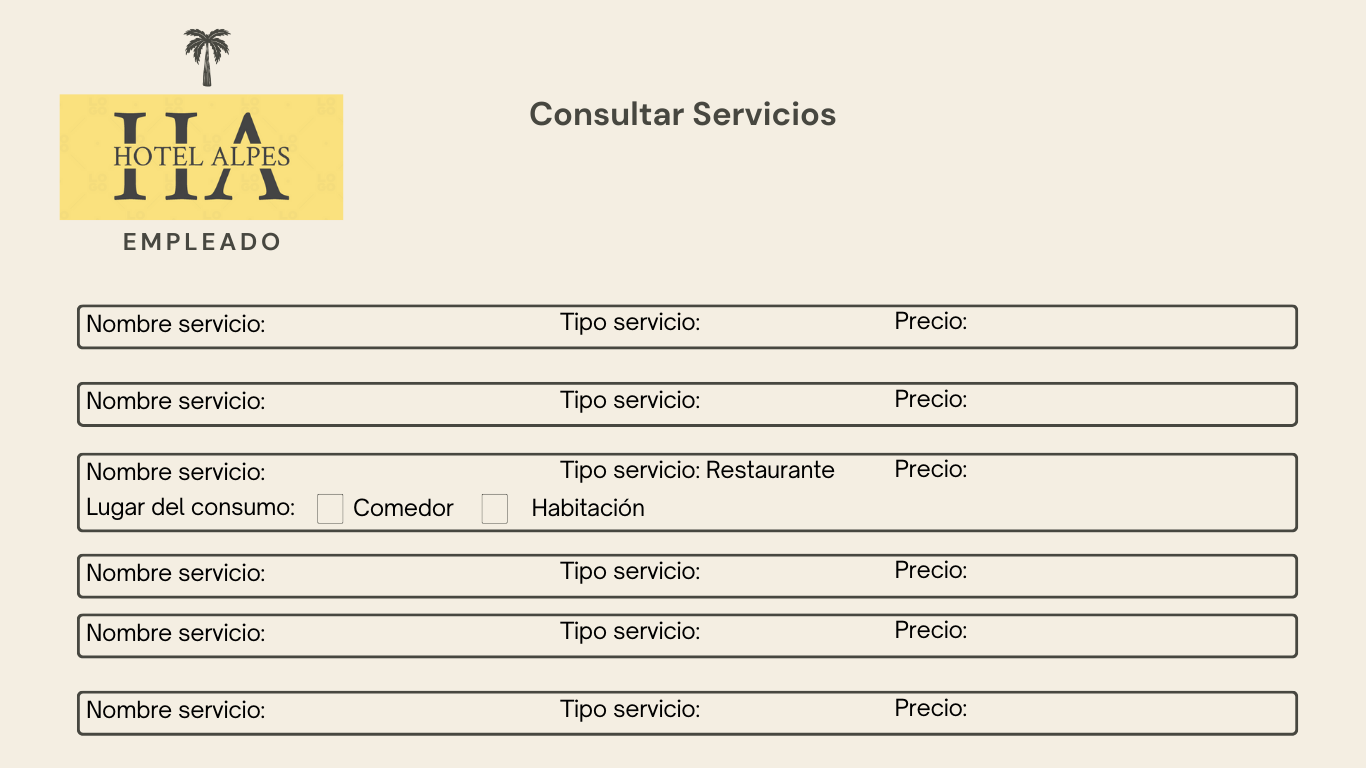 HA
HOTEL ALPES
EMPLEADO
Consultar Servicios
Nombre servicio: Tipo servicio: Precio:
Nombre servicio: Tipo servicio: Precio:
Nombre servicio: Tipo servicio: Restaurante Precio:
Lugar del consumo: Comedor Habitación
Nombre servicio: Tipo servicio: Precio:
Nombre servicio: Tipo servicio: Precio:
Nombre servicio: Tipo servicio: Precio: